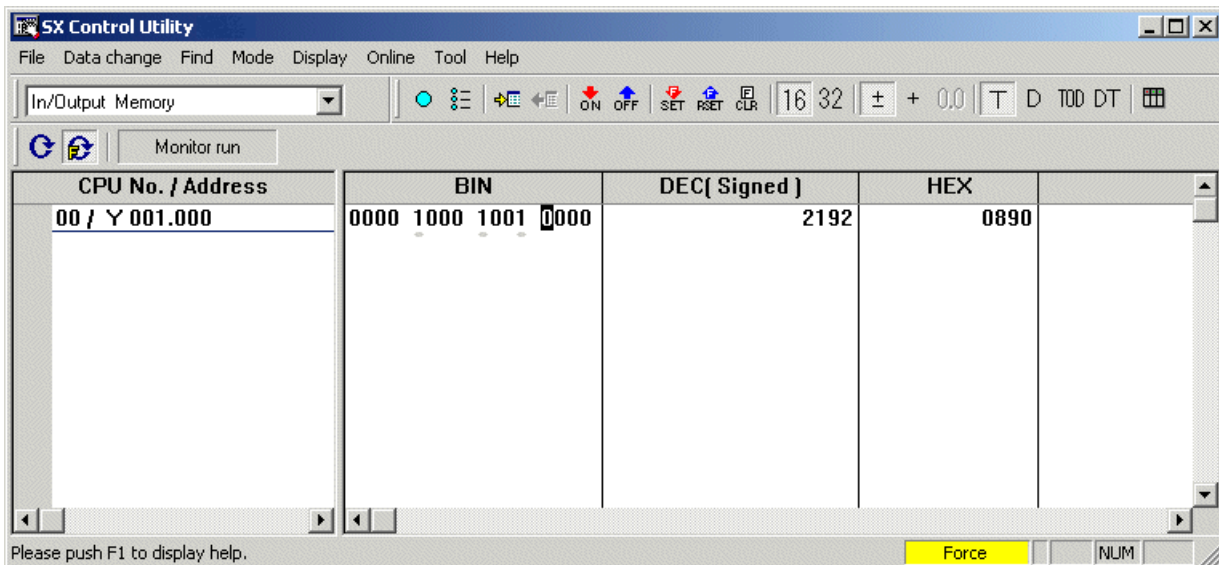 SX Control Utility
File Data change Find Mode Display Online Tool Help
In/Output Memory ON OFF SET RSET F CLR 16 32 ± + 0.0 T D TOD DT
F Monitor run
CPU No. / Address BIN DEC( Signed ) HEX
00 / Y 001.000 0000 1000 1001 0000 2192 0890
Please push F1 to display help. Force NUM